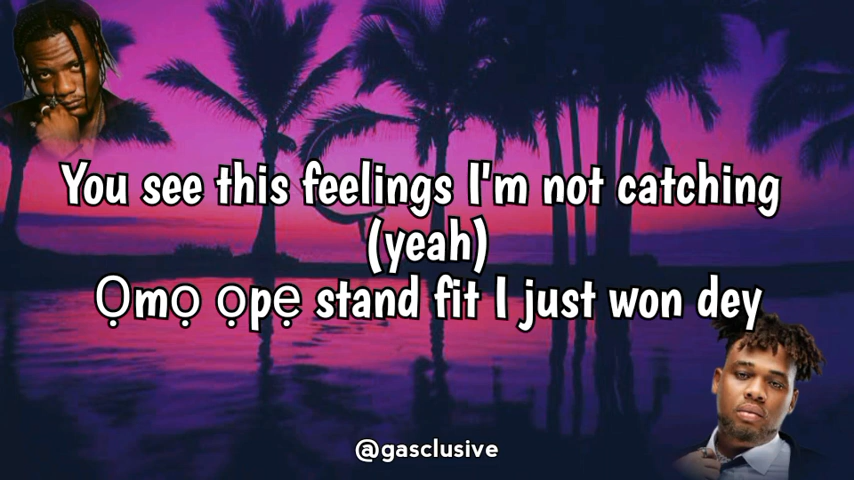 You see this feelings I'm not catching
(yeah)
Ọmọ ọpẹ stand fit I just won dey
@gasclusive